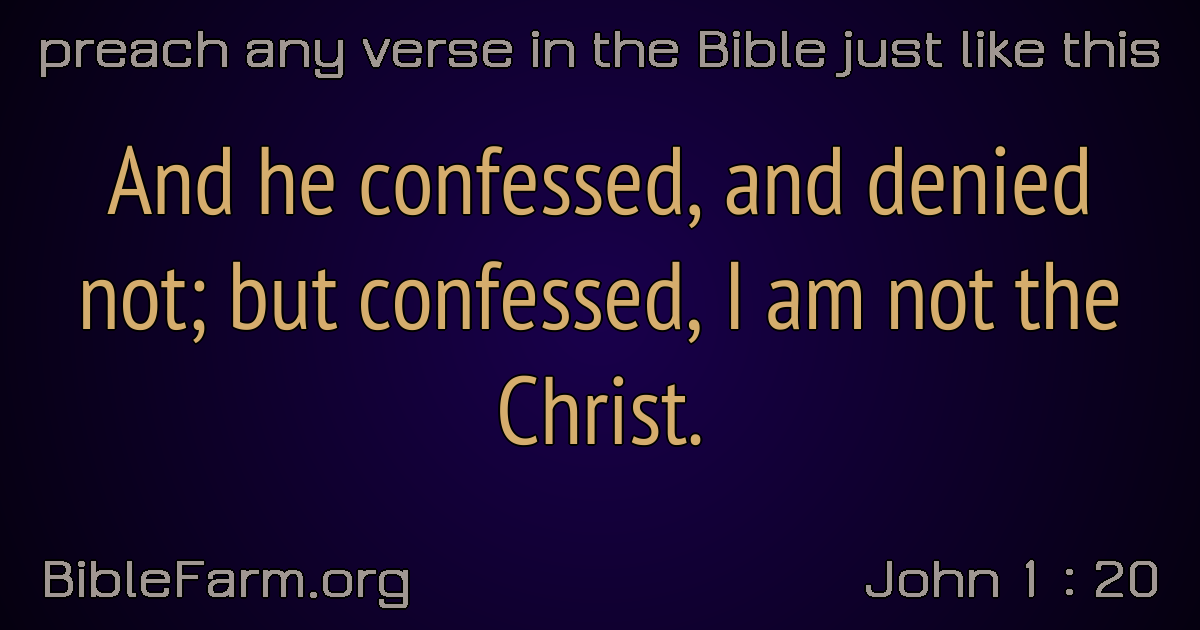 preach any verse in the Bible just like this
And he confessed, and denied
not; but confessed, I am not the
Christ.
BibleFarm.org
John 1 : 20